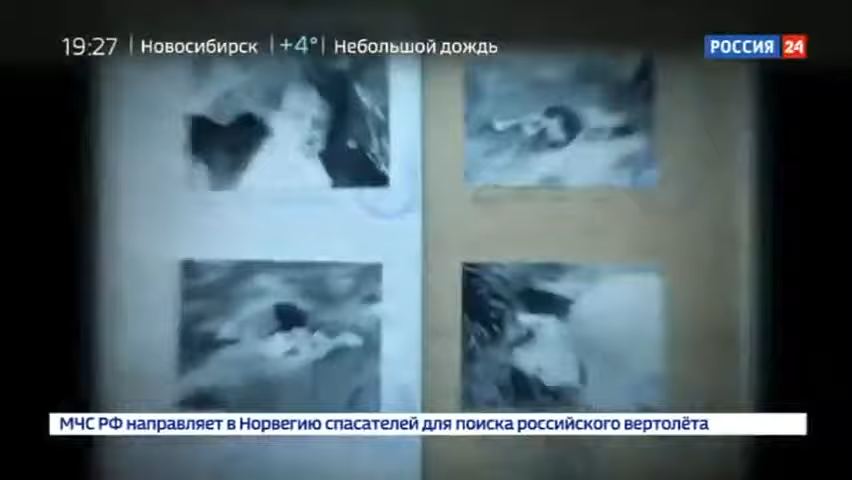 19:27 | Новосибирск | +4° | Небольшой дождь
РОССИЯ 24
МЧС РФ направляет в Норвегию спасателей для поиска российского вертолёта